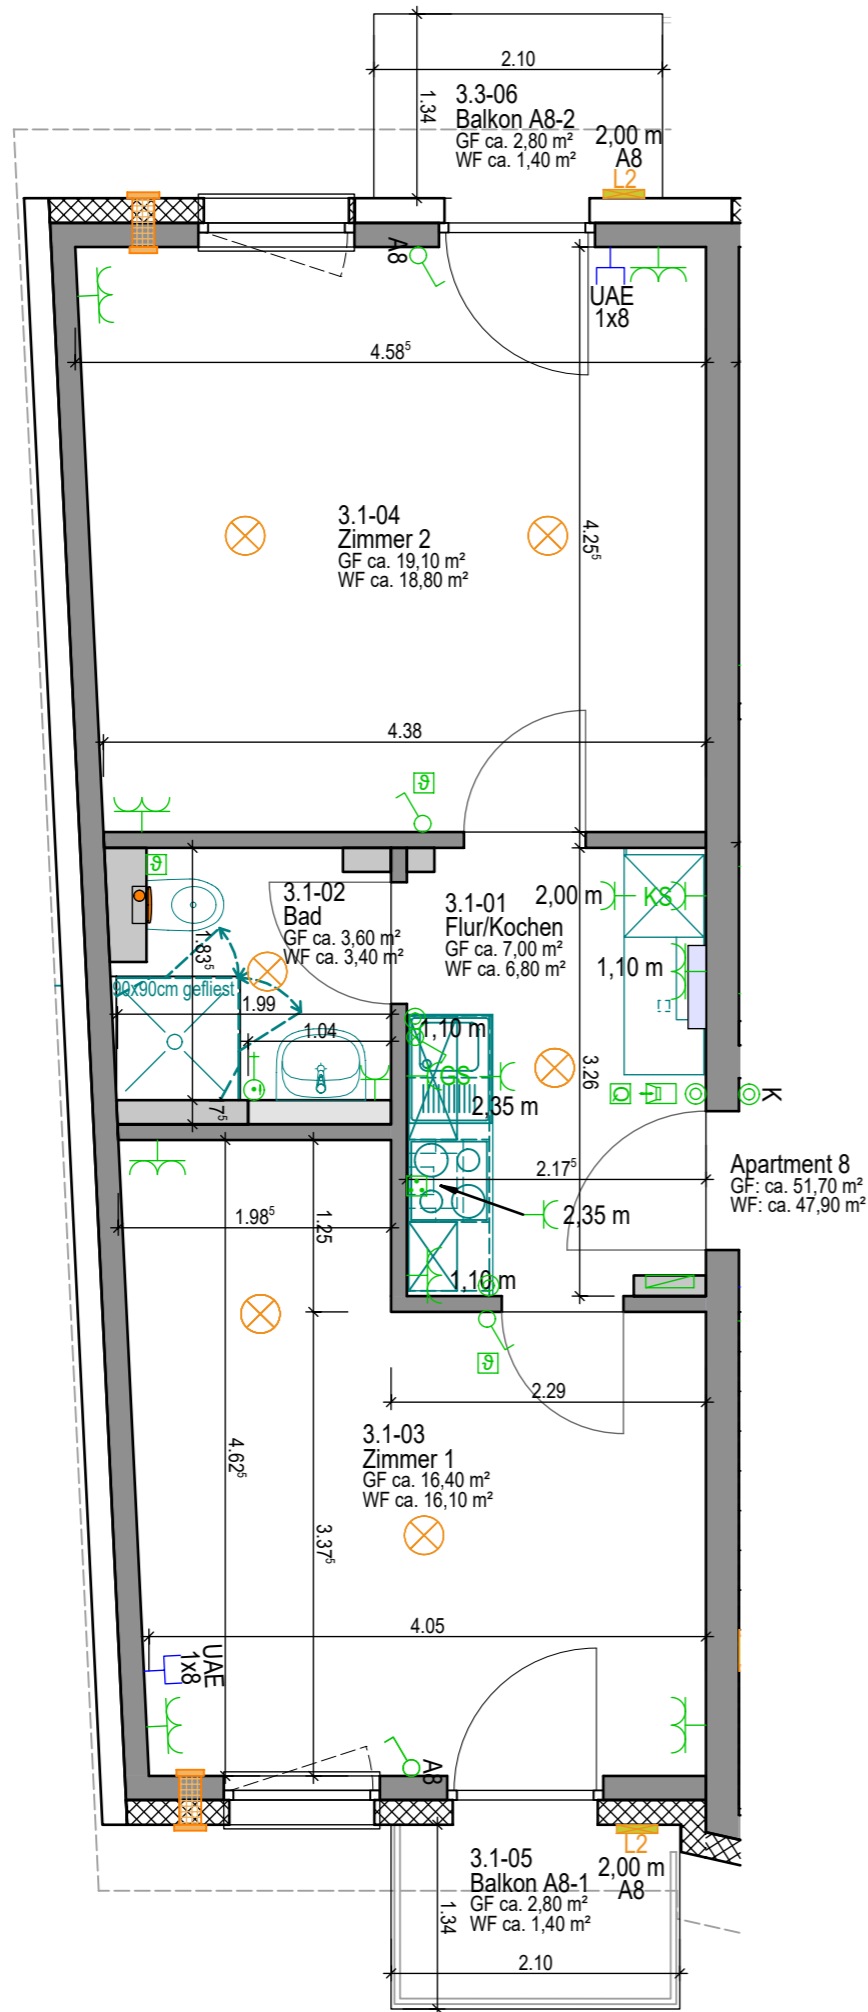 2.10
1.34
3.3-06
Balkon A8-2
GF ca. 2,80 m²
WF ca. 1,40 m²
2,00 m
A8
L2
A8
UAE
1x8
4.58⁵
3.1-04
Zimmer 2
GF ca. 19,10 m²
WF ca. 18,80 m²
4.25⁵
4.38
ϑ
ϑ
3.1-02
Bad
GF ca. 3,60 m²
WF ca. 3,40 m²
1.83⁵
3.1-01
Flur/Kochen
GF ca. 7,00 m²
WF ca. 6,80 m²
2,00 m
KS
1,10 m
90x90cm gefliest
1.99
1.04
1,10 m
GS
3.26
2,35 m
7⁵
K
2.17⁵
Apartment 8
GF: ca. 51,70 m²
WF: ca. 47,90 m²
1.98⁵
1.25
2,35 m
1,10 m
ϑ
2.29
3.1-03
Zimmer 1
GF ca. 16,40 m²
WF ca. 16,10 m²
4.62⁵
3.37⁵
4.05
UAE
1x8
A8
3.1-05
Balkon A8-1
GF ca. 2,80 m²
WF ca. 1,40 m²
L2
2,00 m
A8
1.34
2.10